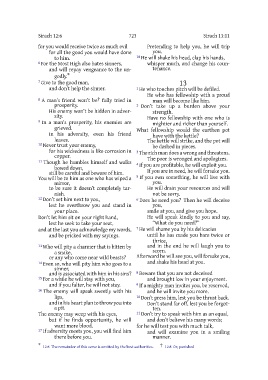 Sirach 12:6 723 Sirach 13:11
for you would receive twice as much evil
for all the good you would have done
to him.
6 For the Most High also hates sinners,
and will repay vengeance to the un-
godly.*
7 Give to the good man,
and don't help the sinner.
8 A man's friend won't be† fully tried in
prosperity.
His enemy won't be hidden in adver-
sity.
9 In a man's prosperity, his enemies are
grieved.
In his adversity, even his friend
leaves.
10 Never trust your enemy,
for his wickedness is like corrosion in
copper.
11 Though he humbles himself and walks
bowed down,
still be careful and beware of him.
You will be to him as one who has wiped a
mirror,
to be sure it doesn't completely tar-
nish.
12 Don't set him next to you,
lest he overthrow you and stand in
your place.
Don't let him sit on your right hand,
lest he seek to take your seat,
and at the last you acknowledge my words,
and be pricked with my sayings.
13 Who will pity a charmer that is bitten by
a snake,
or any who come near wild beasts?
14 Even so, who will pity him who goes to a
sinner,
and is associated with him in his sins?
15 For a while he will stay with you,
and if you falter, he will not stay.
16 The enemy will speak sweetly with his
lips,
and in his heart plan to throw you into
a pit.
The enemy may weep with his eyes,
but if he finds opportunity, he will
want more blood.
17 If adversity meets you, you will find him
there before you.
Pretending to help you, he will trip
you.
18 He will shake his head, clap his hands,
whisper much, and change his coun-
tenance.
13
1 He who touches pitch will be defiled.
He who has fellowship with a proud
man will become like him.
2 Don't take up a burden above your
strength.
Have no fellowship with one who is
mightier and richer than yourself.
What fellowship would the earthen pot
have with the kettle?
The kettle will strike, and the pot will
be dashed in pieces.
3 The rich man does a wrong and threatens.
The poor is wronged and apologizes.
4 If you are profitable, he will exploit you.
If you are in need, he will forsake you.
5 If you own something, he will live with
you.
He will drain your resources and will
not be sorry.
6 Does he need you? Then he will deceive
you,
smile at you, and give you hope.
He will speak kindly to you and say,
"What do you need?"
7 He will shame you by his delicacies
until he has made you bare twice or
thrice,
and in the end he will laugh you to
scorn.
Afterward he will see you, will forsake you,
and shake his head at you.
8 Beware that you are not deceived
and brought low in your enjoyment.
9 If a mighty man invites you, be reserved,
and he will invite you more.
10 Don't press him, lest you be thrust back.
Don't stand far off, lest you be forgot-
ten.
11 Don't try to speak with him as an equal,
and don't believe his many words;
for he will test you with much talk,
and will examine you in a smiling
manner.